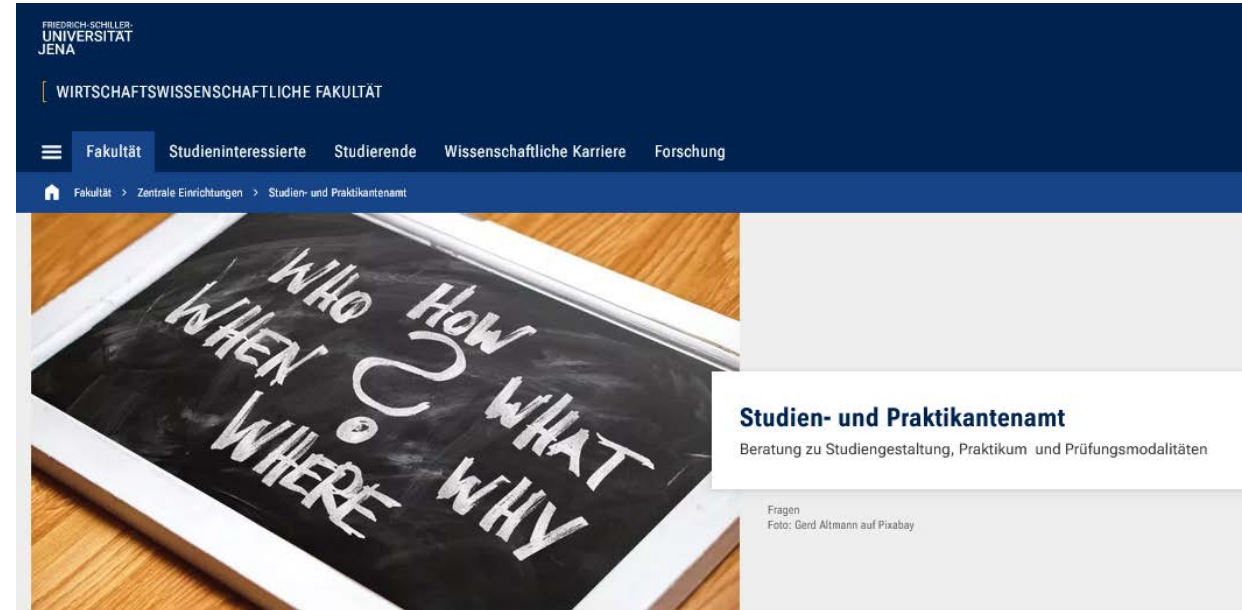 FRIEDRICH-SCHILLER-
UNIVERSITÄT
JENA
WIRTSCHAFTSWISSENSCHAFTLICHE FAKULTÄT
Fakultät Studieninteressierte Studierende Wissenschaftliche Karriere Forschung
Fakultät > Zentrale Einrichtungen > Studien- und Praktikantenamt
WHO HOW
WHEN ? WHAT
WHERE WHY
Studien- und Praktikantenamt
Beratung zu Studiengestaltung, Praktikum und Prüfungsmodalitäten
Fragen
Foto: Gerd Altmann auf Pixabay